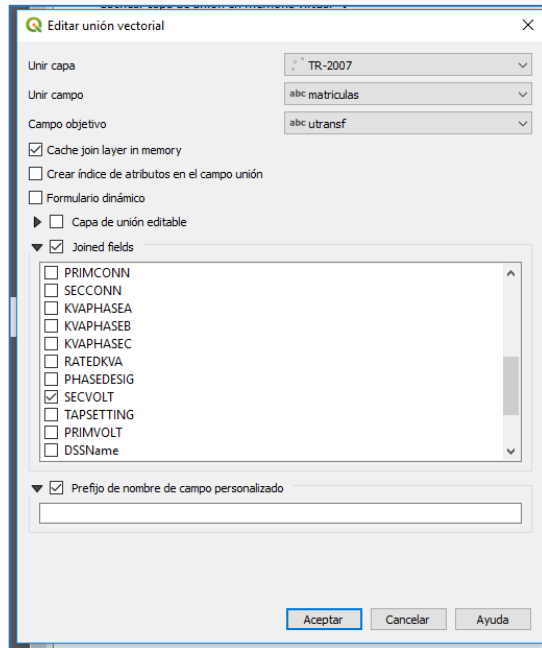 Editar unión vectorial
Unir capa TR-2007
Unir campo abc matriculas
Campo objetivo abc utransf
Cache join layer in memory
Crear índice de atributos en el campo unión
Formulario dinámico
Capa de unión editable
Joined fields
PRIMCONN
SECCONN
KVAPHASEA
KVAPHASEB
KVAPHASEC
RATEDKVA
PHASEDESIG
SECVOLT
TAPSETTING
PRIMVOLT
DSSName
Prefijo de nombre de campo personalizado
Aceptar Cancelar Ayuda